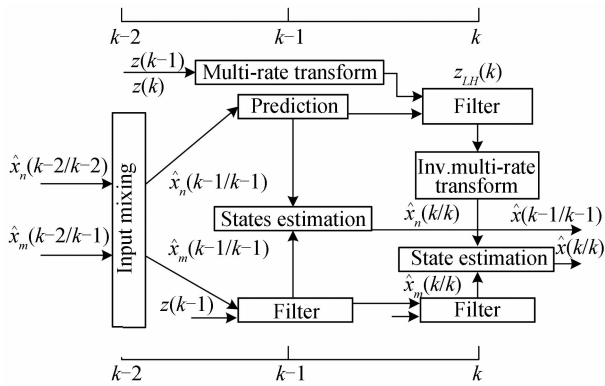 k−2 k−1 k
z(k−1)
z(k)
Multi-rate transform
z_LH(k)
Prediction
Filter
x̂_n(k−2/k−2)
Input mixing
x̂_n(k−1/k−1)
Inv.multi-rate
transform
x̂_n(k/k)
x̂(k−1/k−1)
States estimation
x̂_m(k−2/k−1)
x̂_m(k−1/k−1)
State estimation
x̂(k/k)
x̂_m(k/k)
z(k−1)
Filter
Filter
k−2 k−1 k